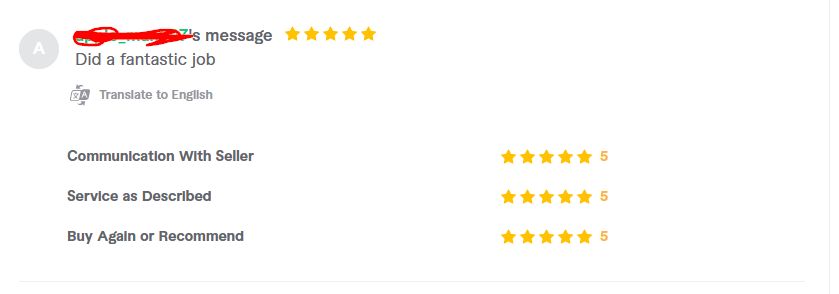 A
's message
Did a fantastic job
Translate to English
Communication With Seller 5
Service as Described 5
Buy Again or Recommend 5